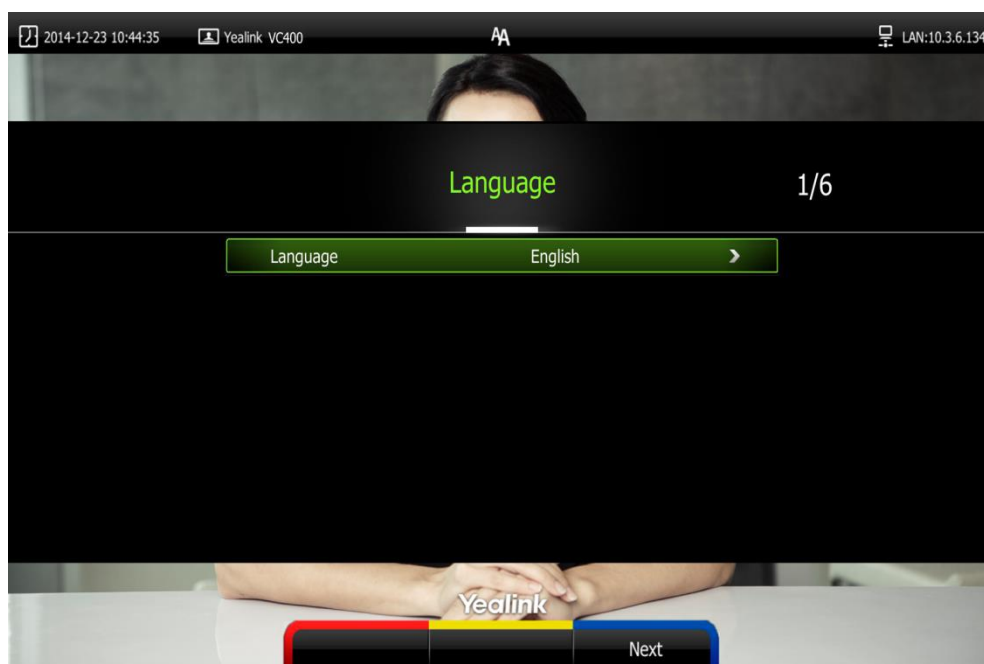 2014-12-23 10:44:35 Yealink VC400 AA LAN:10.3.6.134
Language 1/6
Language English
Yealink
Next